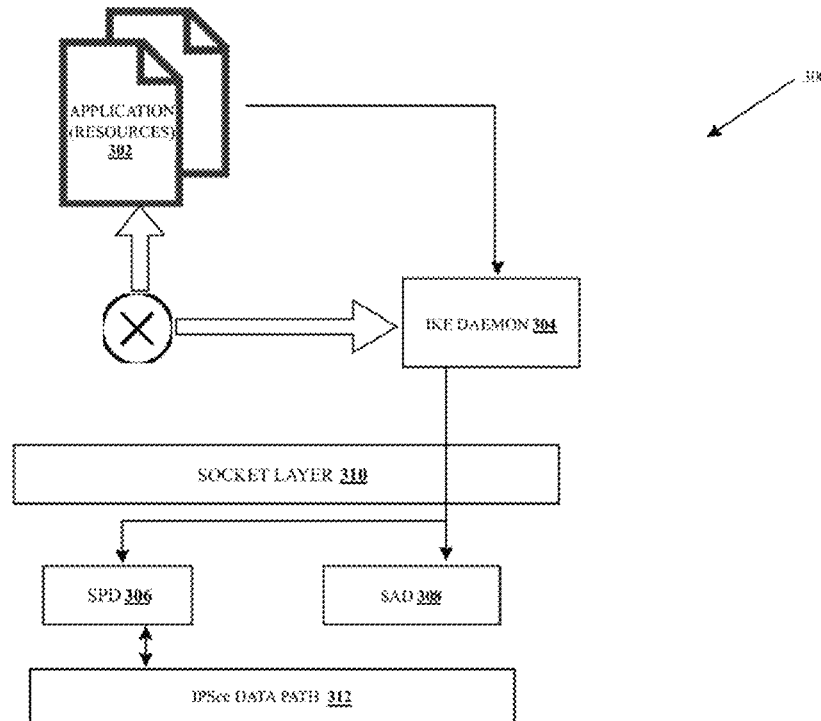 300
APPLICATION
(RESOURCES)
302
IKE DAEMON 304
SOCKET LAYER 310
SPD 306
SAD 308
IPSec DATA PATH 312